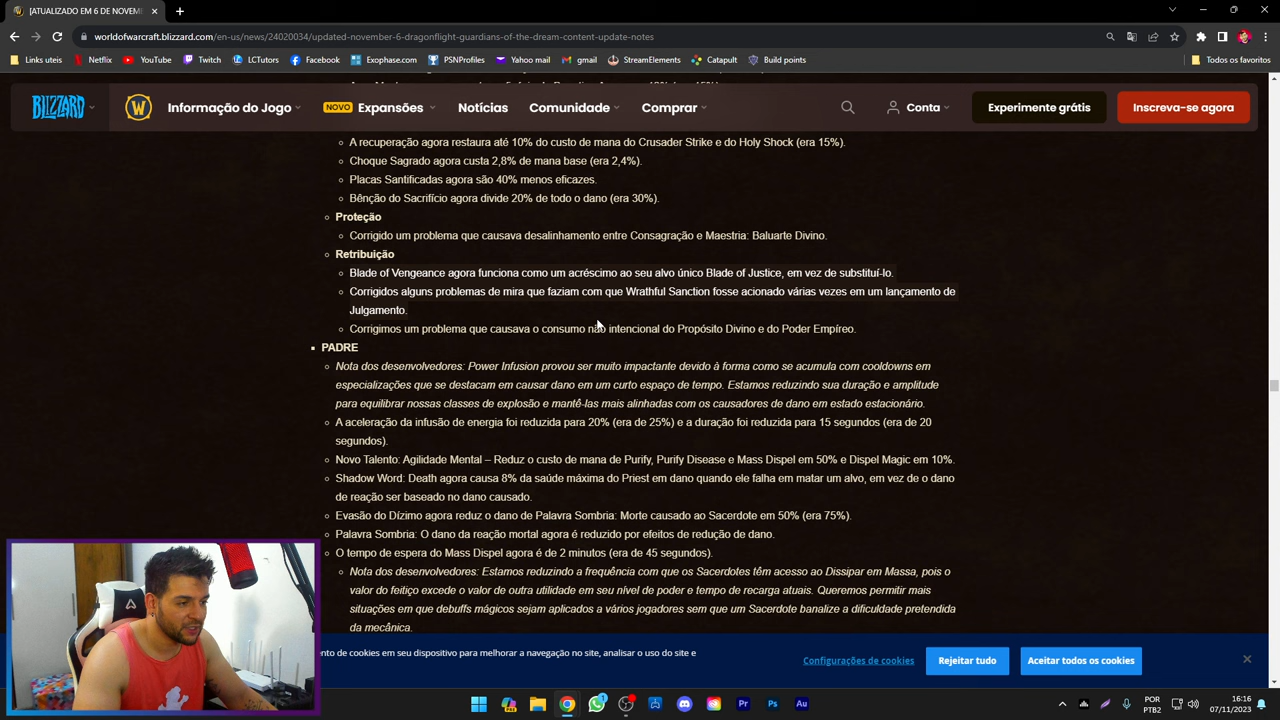 [ATUALIZADO EM 6 DE NOVEM
worldofwarcraft.blizzard.com/en-us/news/24020034/updated-november-6-dragonflight-guardians-of-the-dream-content-update-notes
Links uteis Netflix YouTube Twitch LCTutors Facebook Exophase.com PSNProfiles Yahoo mail Gmail StreamElements Catalysts Build points Todos os favoritos
BLIZZARD W Informação do Jogo NOVO Expansões Notícias Comunidade Comprar Conta Experimente grátis Inscreva-se agora
A recuperação agora restaura até 10% do custo de mana do Crusader Strike e do Holy Shock (era 15%).
Choque Sagrado agora custa 2,8% de mana base (era 2,4%).
Placas Santificadas agora são 40% menos eficazes.
Bênção do Sacrifício agora divide 20% de todo o dano (era 30%).
Proteção
Corrigido um problema que causava desalinhamento entre Consagração e Maestria: Baluarte Divino.
Retribuição
Blade of Vengeance agora funciona como um acréscimo ao seu alvo único Blade of Justice, em vez de substituí-lo.
Corrigidos alguns problemas de mira que faziam com que Wrathful Sanction fosse acionado várias vezes em um lançamento de
Julgamento.
Corrigimos um problema que causava o consumo não intencional do Propósito Divino e do Poder Empíreo.
PADRE
Nota dos desenvolvedores: Power Infusion provou ser muito impactante devido à forma como se acumula com cooldowns em
especializações que se destacam em causar dano em um curto espaço de tempo. Estamos reduzindo sua duração e amplitude
para equilibrar nossas classes de explosão e mantê-las mais alinhadas com os causadores de dano em estado estacionário.
A aceleração da infusão de energia foi reduzida para 20% (era de 25%) e a duração foi reduzida para 15 segundos (era de 20
segundos).
Novo Talento: Agilidade Mental – Reduz o custo de mana de Purify, Purify Disease e Mass Dispel em 50% e Dispel Magic em 10%.
Shadow Word: Death agora causa 8% da saúde máxima do Priest em dano quando ele falha em matar um alvo, em vez de o dano
de reação ser baseado no dano causado.
Evasão do Dízimo agora reduz o dano de Palavra Sombria: Morte causado ao Sacerdote em 50% (era 75%).
Palavra Sombria: O dano da reação mortal agora é reduzido por efeitos de redução de dano.
O tempo de espera do Mass Dispel agora é de 2 minutos (era de 45 segundos).
Nota dos desenvolvedores: Estamos reduzindo a frequência com que os Sacerdotes têm acesso ao Dissipar em Massa, pois o
valor do feitiço excede o valor de outra utilidade em seu nível de poder e tempo de recarga atuais. Queremos permitir mais
situações em que debuffs mágicos sejam aplicados a vários jogadores sem que um Sacerdote banalize a dificuldade pretendida
da mecânica.
nto de cookies em seu dispositivo para melhorar a navegação no site, analisar o uso do site e
Configurações de cookies Rejeitar tudo Aceitar todos os cookies
Pr Ps Au
POR
PTB2
16:16
07/11/2023